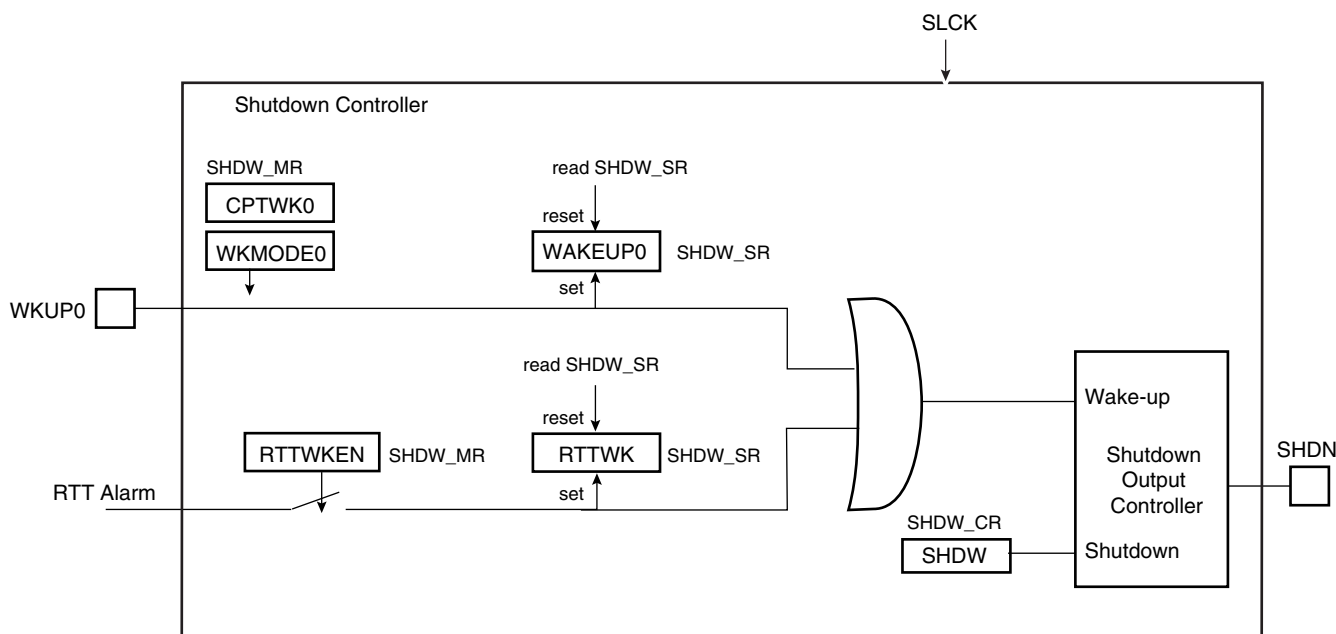 SLCK
Shutdown Controller
SHDW_MR
CPTWK0
WKMODE0
read SHDW_SR
reset
WAKEUP0
SHDW_SR
set
WKUP0
read SHDW_SR
reset
RTTWKEN
SHDW_MR
RTTWK
SHDW_SR
set
RTT Alarm
Wake-up
Shutdown
Output
Controller
SHDN
SHDW_CR
SHDW
Shutdown